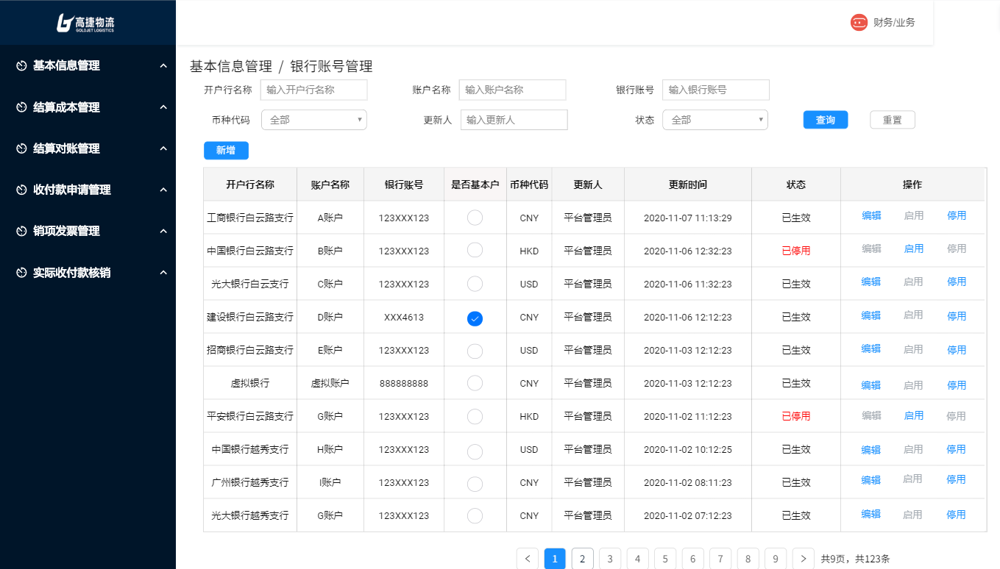 高捷物流
GOLDJET LOGISTICS
财务/业务
基本信息管理
结算成本管理
结算对账管理
收付款申请管理
销项发票管理
实际收付款核销
基本信息管理 / 银行账号管理
开户行名称 输入开户行名称 账户名称 输入账户名称 银行账号 输入银行账号
币种代码 全部 更新人 输入更新人 状态 全部 查询 重置
新增
开户行名称 账户名称 银行账号 是否基本户 币种代码 更新人 更新时间 状态 操作
工商银行白云路支行 A账户 123XXX123 CNY 平台管理员 2020-11-07 11:13:29 已生效 编辑 启用 停用
中国银行白云路支行 B账户 123XXX123 HKD 平台管理员 2020-11-06 12:32:23 已停用 编辑 启用 停用
光大银行白云支行 C账户 123XXX123 USD 平台管理员 2020-11-06 11:32:23 已生效 编辑 启用 停用
建设银行白云路支行 D账户 XXX4613 CNY 平台管理员 2020-11-06 12:12:23 已生效 编辑 启用 停用
招商银行白云路支行 E账户 123XXX123 USD 平台管理员 2020-11-03 12:12:23 已生效 编辑 启用 停用
虚拟银行 虚拟账户 888888888 CNY 平台管理员 2020-11-03 12:12:23 已生效 编辑 启用 停用
平安银行白云路支行 G账户 123XXX123 HKD 平台管理员 2020-11-02 11:12:23 已停用 编辑 启用 停用
中国银行越秀支行 H账户 123XXX123 USD 平台管理员 2020-11-02 10:12:25 已生效 编辑 启用 停用
广州银行越秀支行 I账户 123XXX123 CNY 平台管理员 2020-11-02 08:11:23 已生效 编辑 启用 停用
光大银行越秀支行 G账户 123XXX123 CNY 平台管理员 2020-11-02 07:12:23 已生效 编辑 启用 停用
< 1 2 3 4 5 6 7 8 9 > 共9页，共123条